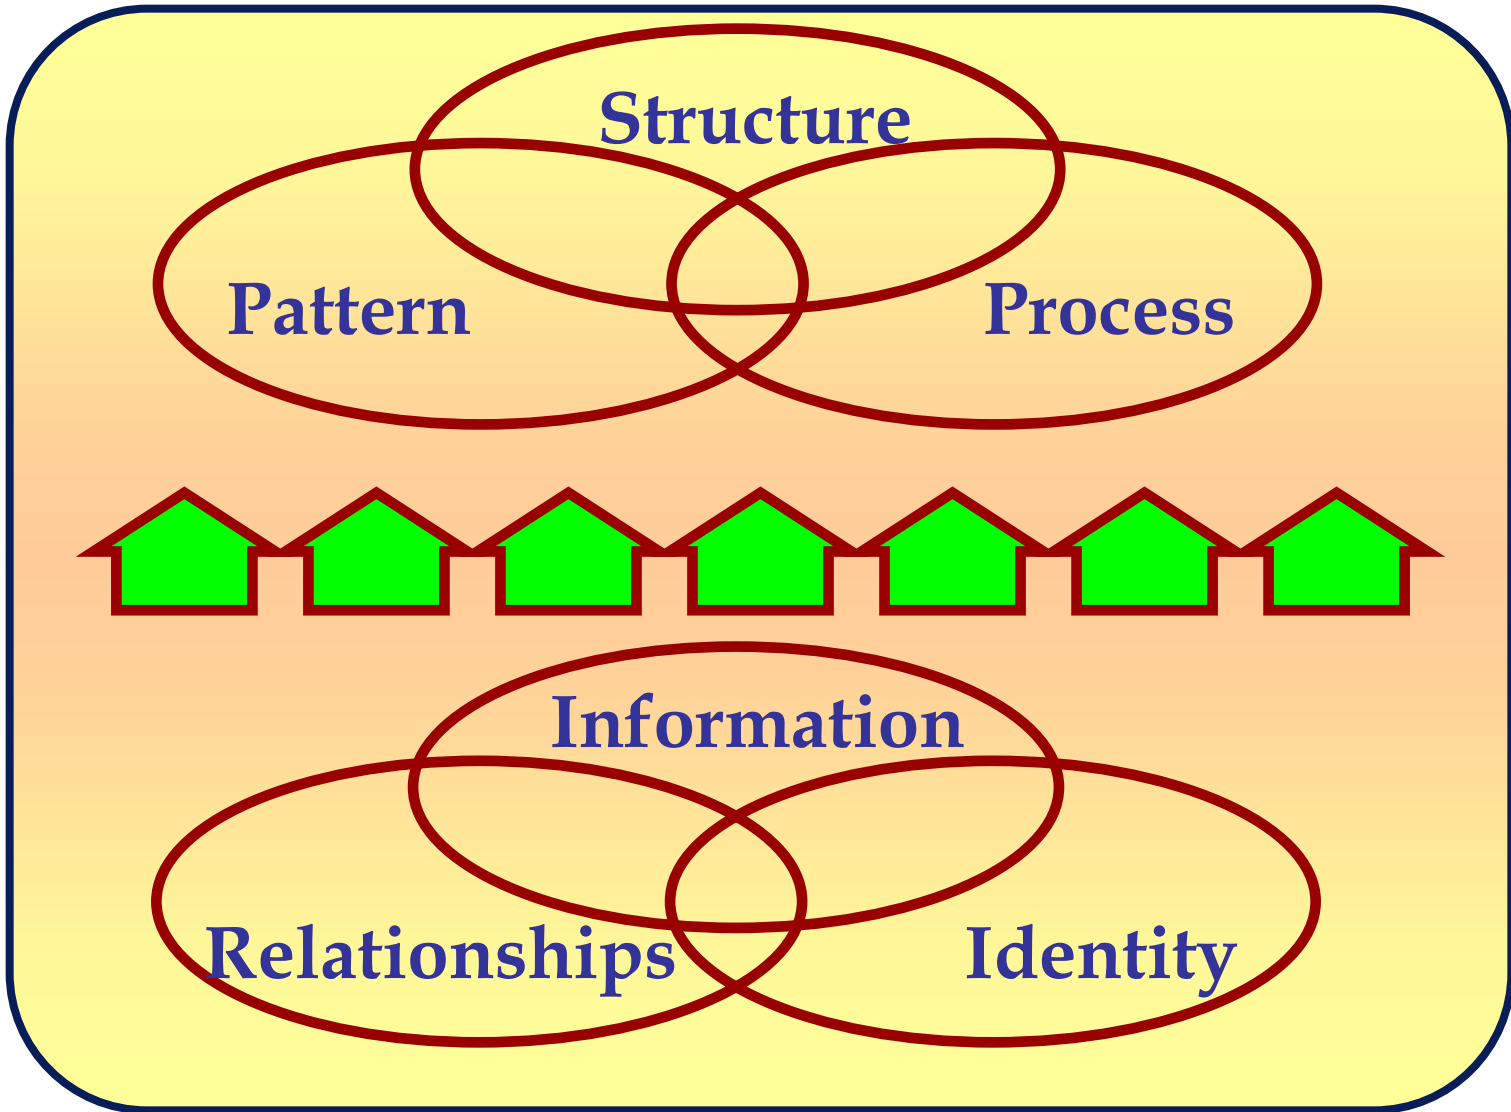 Structure
Pattern
Process
Information
Relationships
Identity